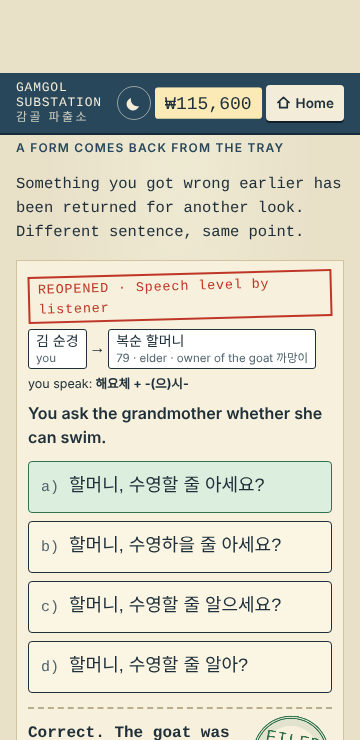 GAMGOL
SUBSTATION
감골 파출소
₩115,600
Home
A FORM COMES BACK FROM THE TRAY
Something you got wrong earlier has
been returned for another look.
Different sentence, same point.
REOPENED · Speech level by
listener
김 순경
you
→
복순 할머니
79 · elder · owner of the goat 까망이
you speak: 해요체 + -(으)시-
You ask the grandmother whether she
can swim.
a) 할머니, 수영할 줄 아세요?
b) 할머니, 수영하을 줄 아세요?
c) 할머니, 수영할 줄 알으세요?
d) 할머니, 수영할 줄 알아?
Correct. The goat was